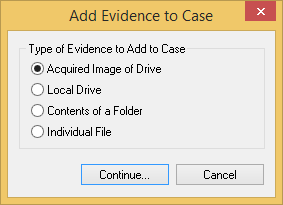 Add Evidence to Case
Type of Evidence to Add to Case
Acquired Image of Drive
Local Drive
Contents of a Folder
Individual File
Continue... Cancel